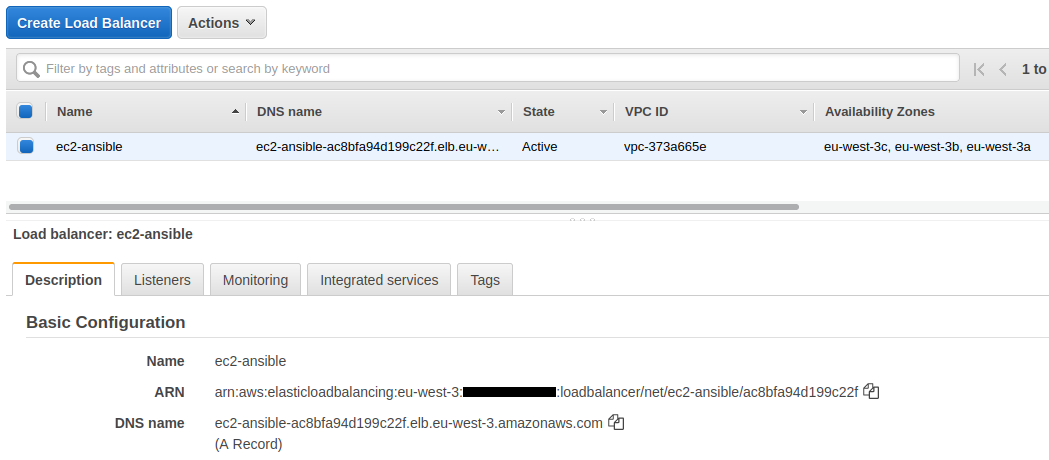 Create Load Balancer Actions
Filter by tags and attributes or search by keyword 1 to
Name DNS name State VPC ID Availability Zones
ec2-ansible ec2-ansible-ac8bfa94d199c22f.elb.eu-w… Active vpc-373a665e eu-west-3c, eu-west-3b, eu-west-3a
Load balancer: ec2-ansible
Description Listeners Monitoring Integrated services Tags
Basic Configuration
Name ec2-ansible
ARN arn:aws:elasticloadbalancing:eu-west-3: :loadbalancer/net/ec2-ansible/ac8bfa94d199c22f
DNS name ec2-ansible-ac8bfa94d199c22f.elb.eu-west-3.amazonaws.com
(A Record)